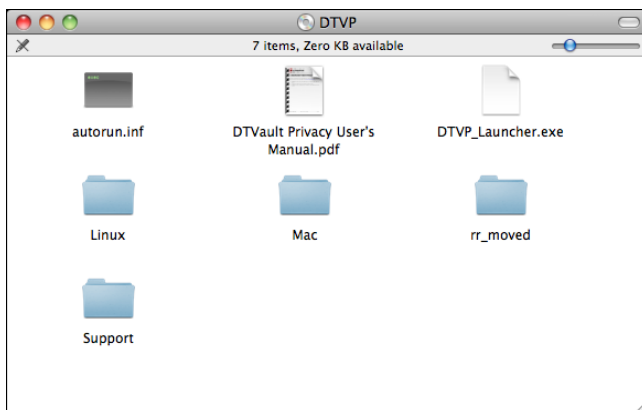 DTVP
7 items, Zero KB available
autorun.inf
DTVault Privacy User's
Manual.pdf
DTVP_Launcher.exe
Linux
Mac
rr_moved
Support